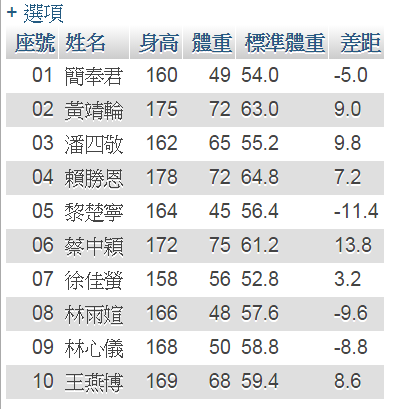 + 選項
座號 姓名 身高 體重 標準體重 差距
01 簡奉君 160 49 54.0 -5.0
02 黃靖輪 175 72 63.0 9.0
03 潘四敬 162 65 55.2 9.8
04 賴勝恩 178 72 64.8 7.2
05 黎楚寧 164 45 56.4 -11.4
06 蔡中穎 172 75 61.2 13.8
07 徐佳螢 158 56 52.8 3.2
08 林雨媗 166 48 57.6 -9.6
09 林心儀 168 50 58.8 -8.8
10 王燕博 169 68 59.4 8.6